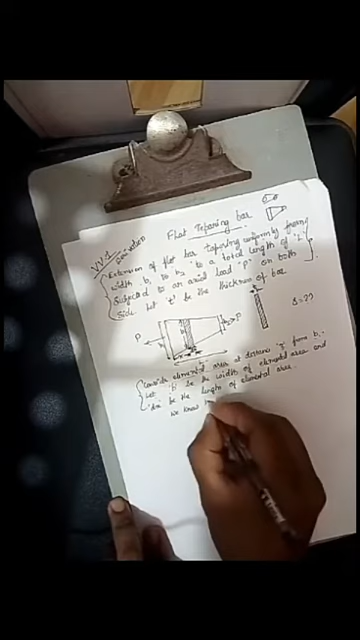 VV.I
Derivation
Flat Tapering bar
Extension of flat bar tapering uniformly from
width b₁ to b₂ to a total length of 'L'
Subjected to an axial load "P" on both
side. Let 't' be the thickness of bar
P
P
δ = ??
Consider elemental area at distance 'x' from b₁.
Let 'b' be the width of elemental area and
'dx' be the length of elemental area.
we know